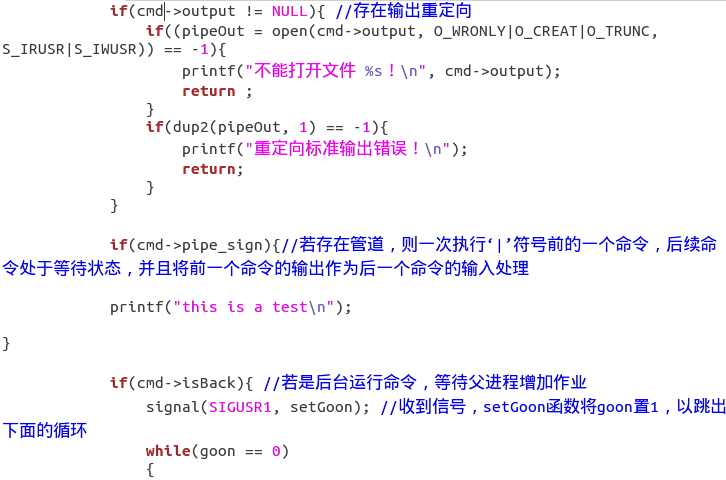 if(cmd->output != NULL){ //存在输出重定向
if((pipeOut = open(cmd->output, O_WRONLY|O_CREAT|O_TRUNC,
S_IRUSR|S_IWUSR)) == -1){
printf("不能打开文件 %s！\n", cmd->output);
return ;
}
if(dup2(pipeOut, 1) == -1){
printf("重定向标准输出错误！\n");
return;
}
}
if(cmd->pipe_sign){//若存在管道，则一次执行‘|’符号前的一个命令，后续命
令处于等待状态，并且将前一个命令的输出作为后一个命令的输入处理
printf("this is a test\n");
}
if(cmd->isBack){ //若是后台运行命令，等待父进程增加作业
signal(SIGUSR1, setGoon); //收到信号，setGoon函数将goon置1，以跳出
下面的循环
while(goon == 0)
{